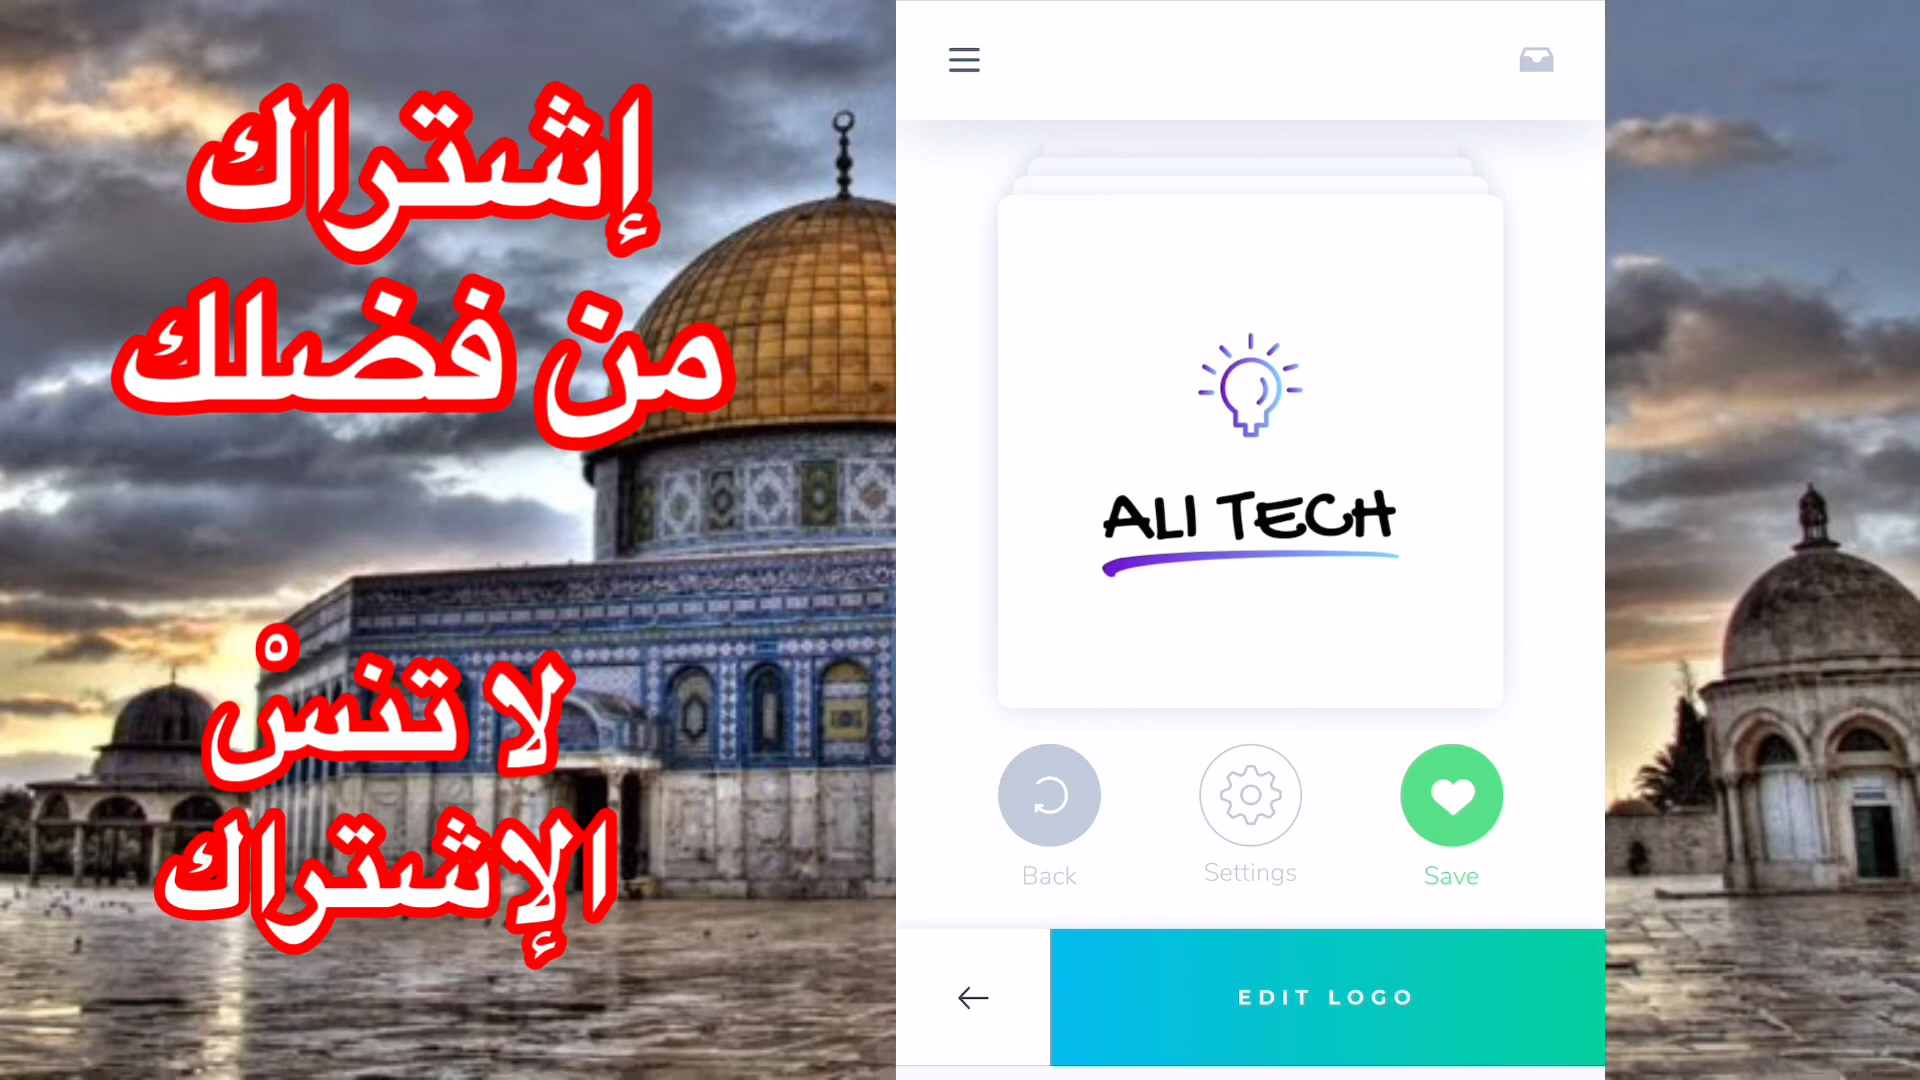 إشتراك
من فضلك
لا تنسْ
الإشتراك
ALI TECH
Back
Settings
Save
EDIT LOGO